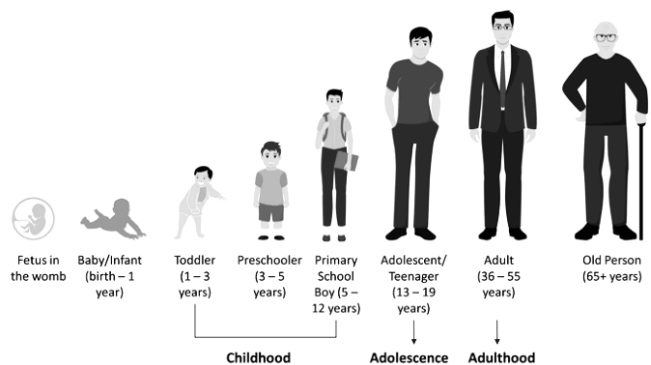 Fetus in
the womb
Baby/Infant
(birth – 1
year)
Toddler
(1 – 3
years)
Preschooler
(3 – 5
years)
Primary
School
Boy (5 –
12 years)
Adolescent/
Teenager
(13 – 19
years)
Adult
(36 – 55
years)
Old Person
(65+ years)
Childhood
Adolescence
Adulthood